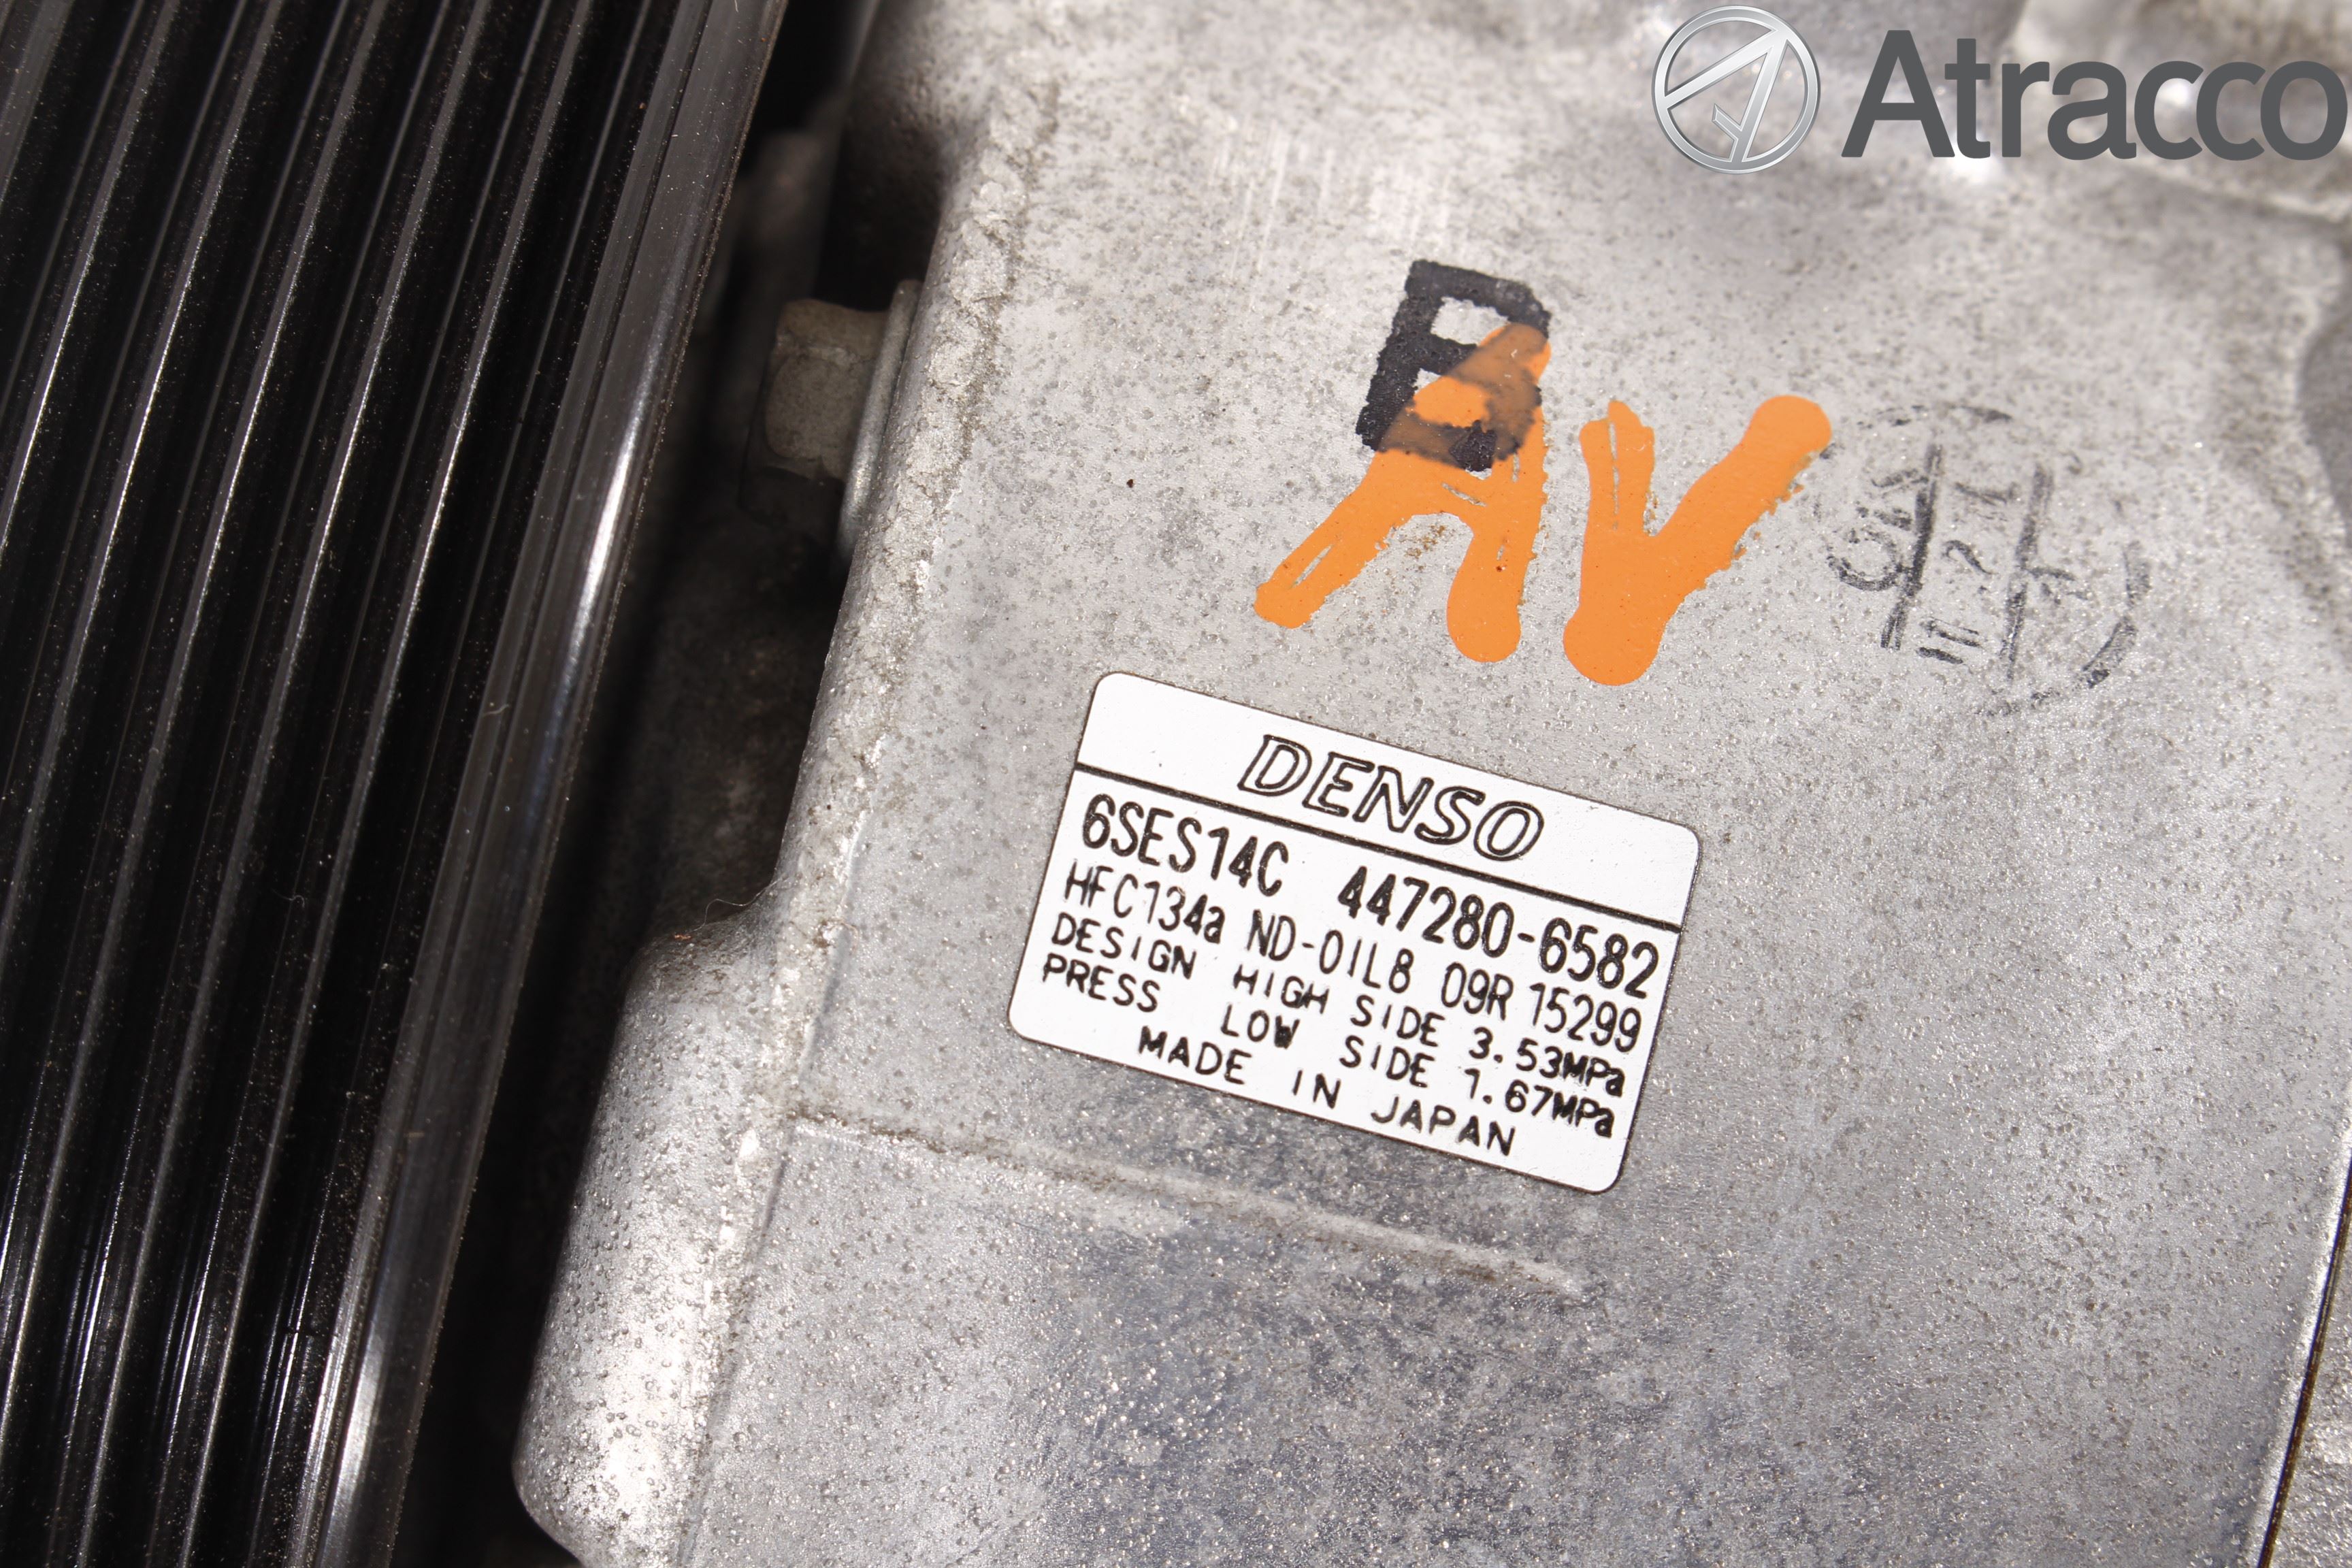 Atracco
B
AV
DENSO
6SES14C 447280-6582
HFC134a ND-OIL8 09R 15299
DESIGN HIGH SIDE 3.53MPa
PRESS LOW SIDE 1.67MPa
MADE IN JAPAN